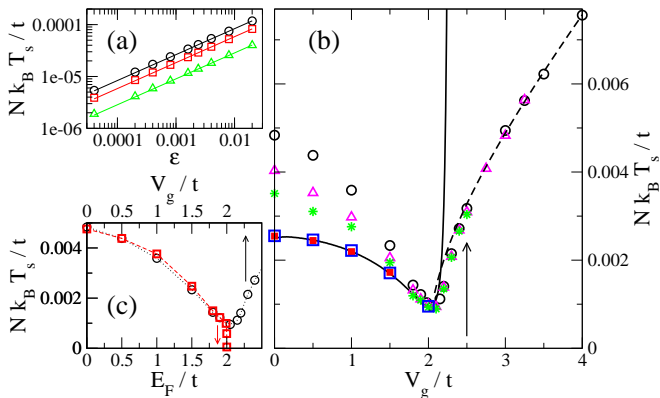 (a)
N k_B T_s / t
0.0001
1e-05
1e-06
0.0001 0.001 0.01
ε
V_g / t
0 0.5 1 1.5 2
(c)
N k_B T_s / t
0.004
0.002
0.000
0 0.5 1 1.5 2
E_F / t
(b)
N k_B T_s / t
0.006
0.004
0.002
0
0 1 2 3 4
V_g / t